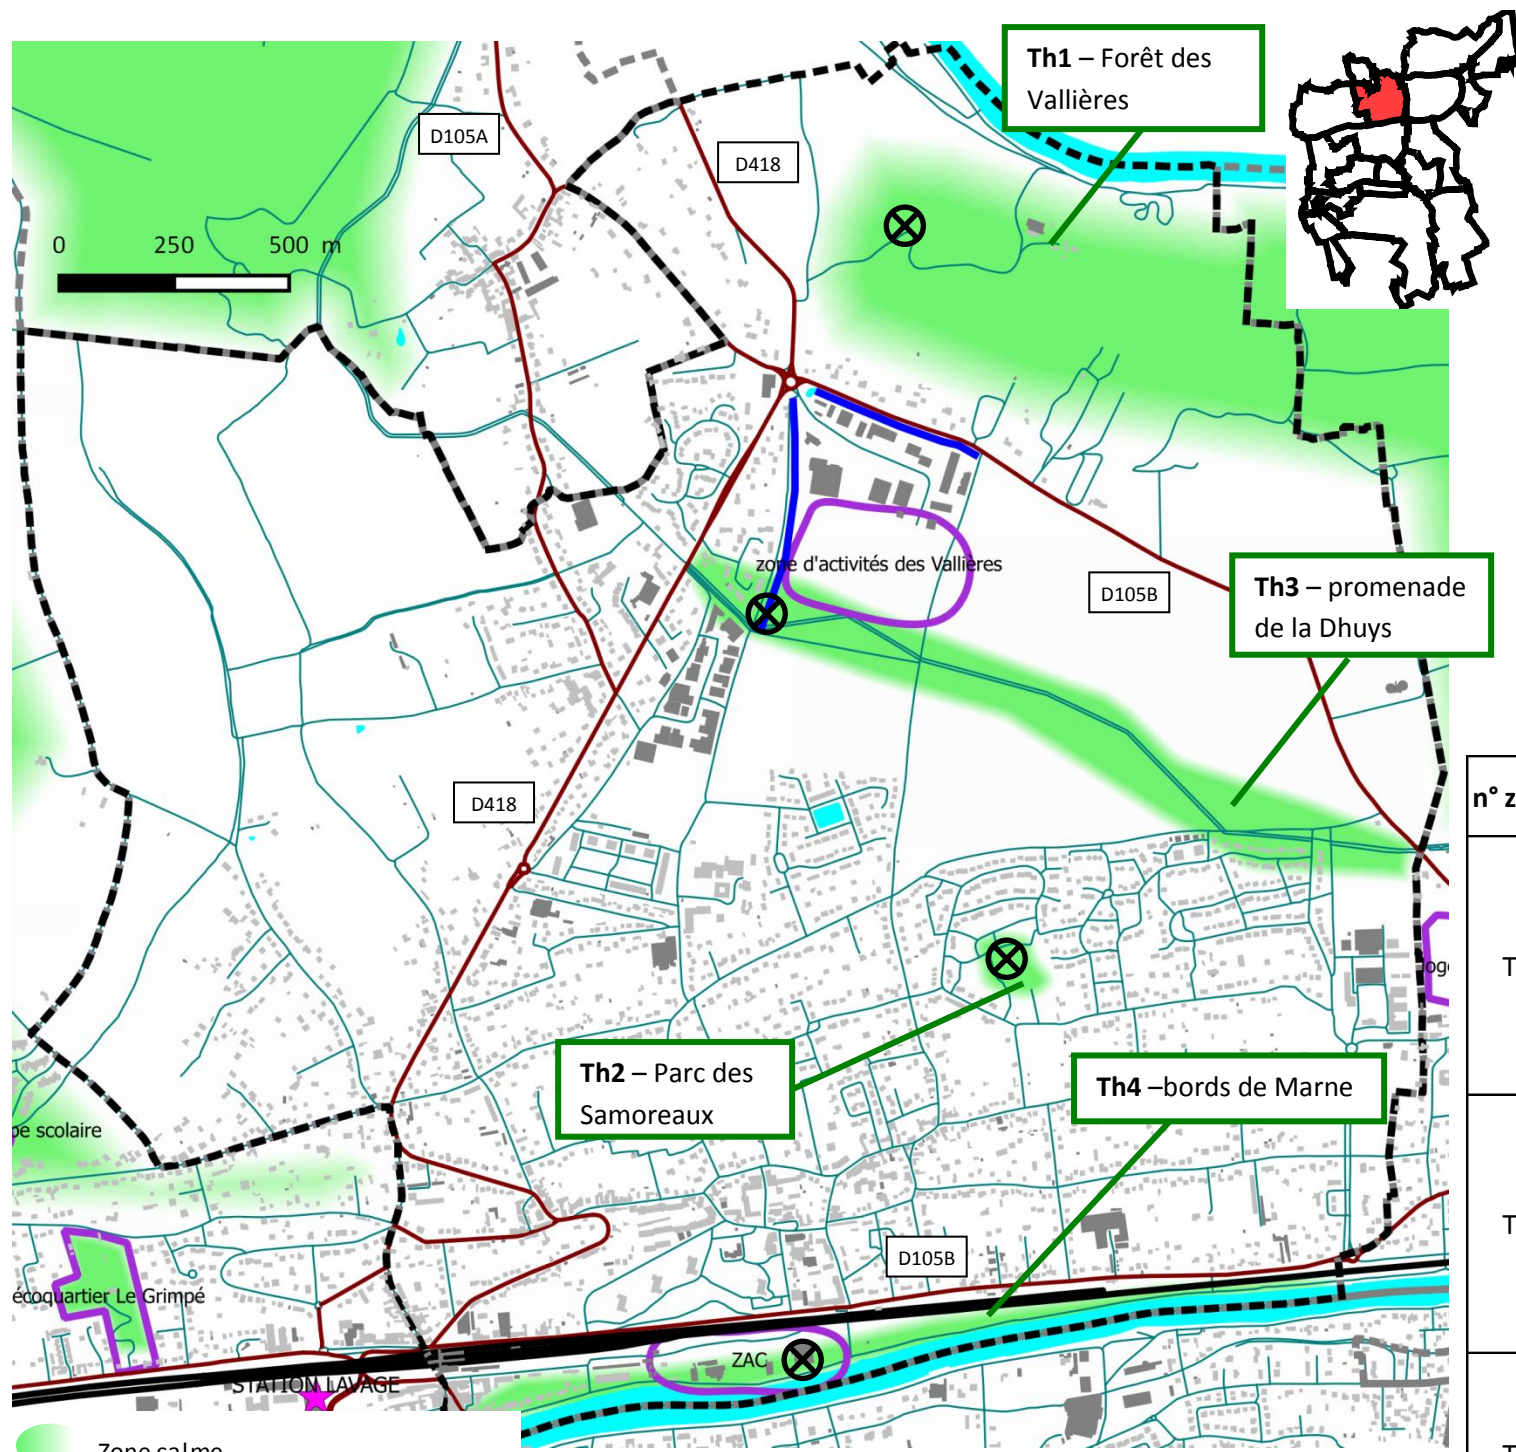 Th1 – Forêt des
Vallières
D105A
D418
0 250 500 m
zone d'activités des Vallières
D105B
Th3 – promenade
de la Dhuys
D418
n° z
T
Th2 – Parc des
Samoreaux
Th4 –bords de Marne
pe scolaire
T
D105B
écoquartier Le Grimpé
ZAC
STATION LAVAGE
Zone calme